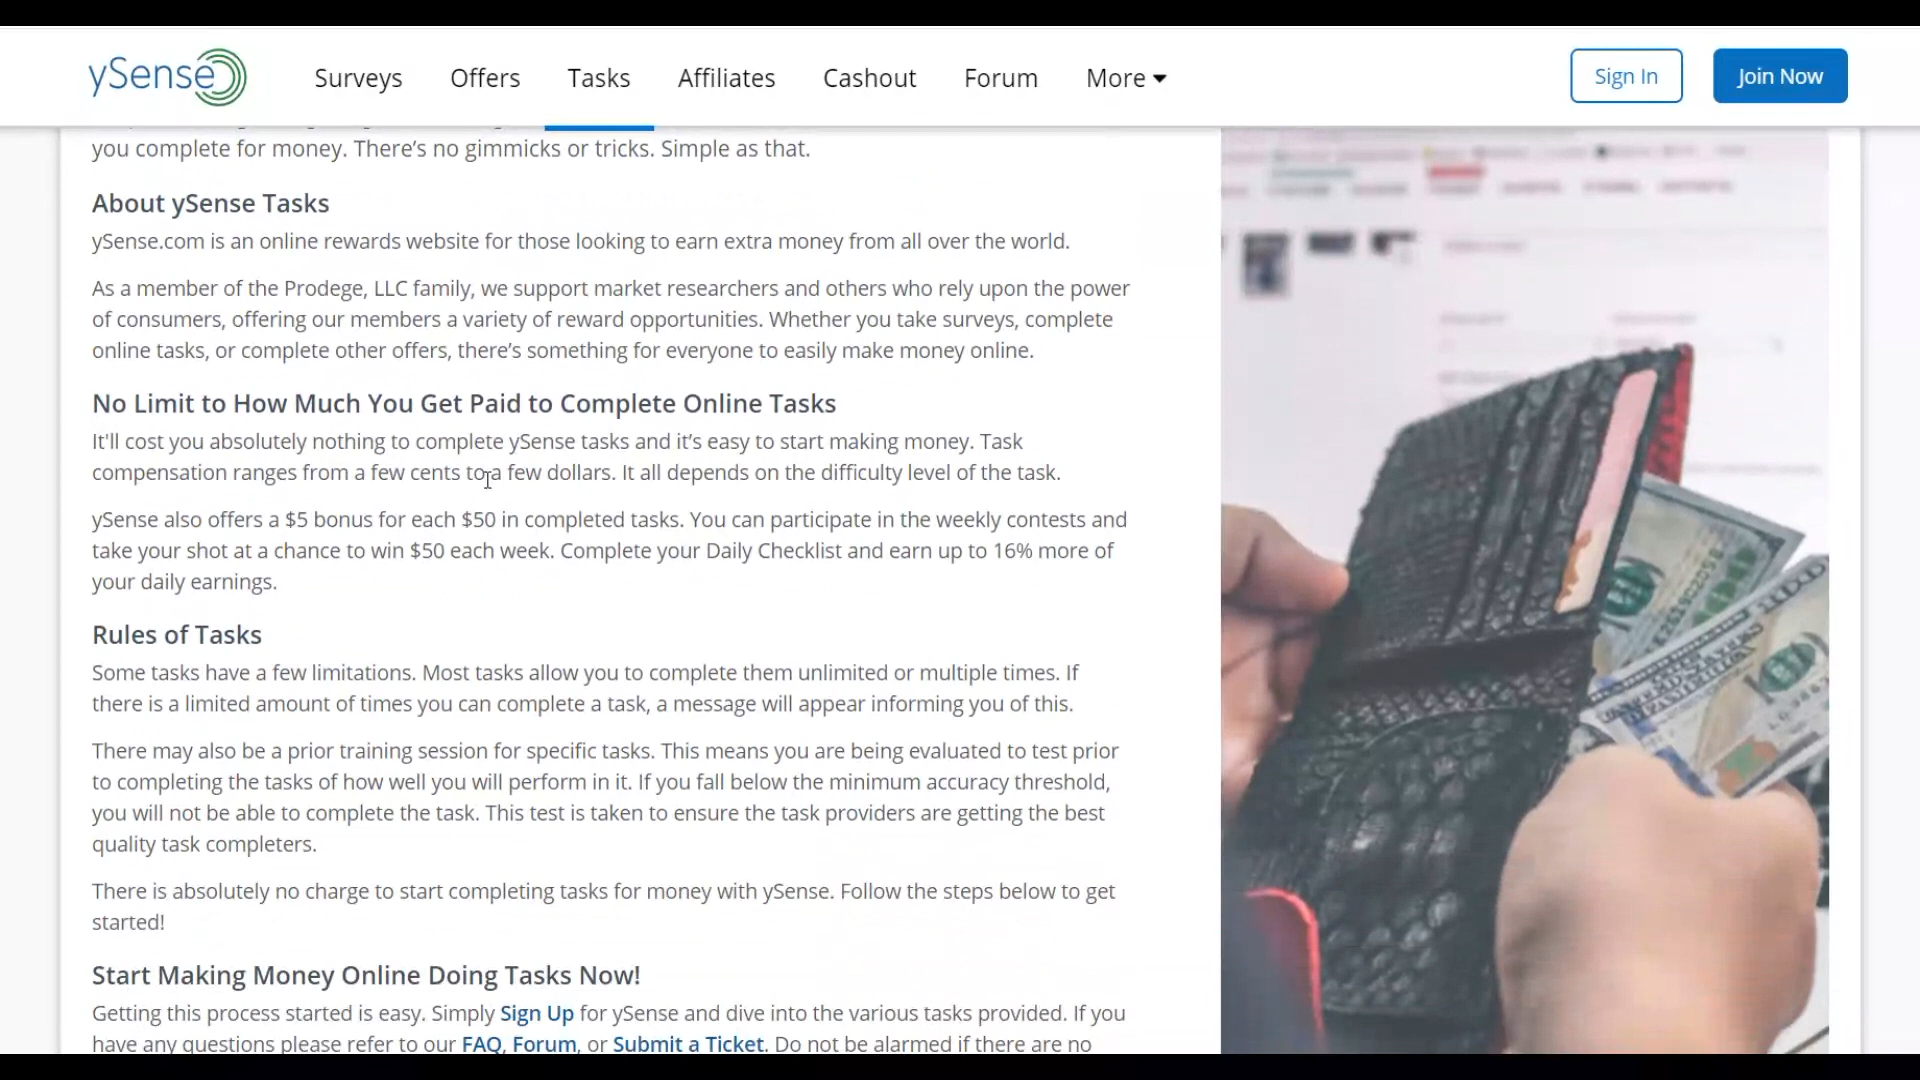 ySense
Surveys Offers Tasks Affiliates Cashout Forum More
Sign In
Join Now
you complete for money. There’s no gimmicks or tricks. Simple as that.
About ySense Tasks
ySense.com is an online rewards website for those looking to earn extra money from all over the world.
As a member of the Prodege, LLC family, we support market researchers and others who rely upon the power
of consumers, offering our members a variety of reward opportunities. Whether you take surveys, complete
online tasks, or complete other offers, there’s something for everyone to easily make money online.
No Limit to How Much You Get Paid to Complete Online Tasks
It'll cost you absolutely nothing to complete ySense tasks and it’s easy to start making money. Task
compensation ranges from a few cents to a few dollars. It all depends on the difficulty level of the task.
ySense also offers a $5 bonus for each $50 in completed tasks. You can participate in the weekly contests and
take your shot at a chance to win $50 each week. Complete your Daily Checklist and earn up to 16% more of
your daily earnings.
Rules of Tasks
Some tasks have a few limitations. Most tasks allow you to complete them unlimited or multiple times. If
there is a limited amount of times you can complete a task, a message will appear informing you of this.
There may also be a prior training session for specific tasks. This means you are being evaluated to test prior
to completing the tasks of how well you will perform in it. If you fall below the minimum accuracy threshold,
you will not be able to complete the task. This test is taken to ensure the task providers are getting the best
quality task completers.
There is absolutely no charge to start completing tasks for money with ySense. Follow the steps below to get
started!
Start Making Money Online Doing Tasks Now!
Getting this process started is easy. Simply Sign Up for ySense and dive into the various tasks provided. If you
have any questions please refer to our FAQ, Forum, or Submit a Ticket. Do not be alarmed if there are no